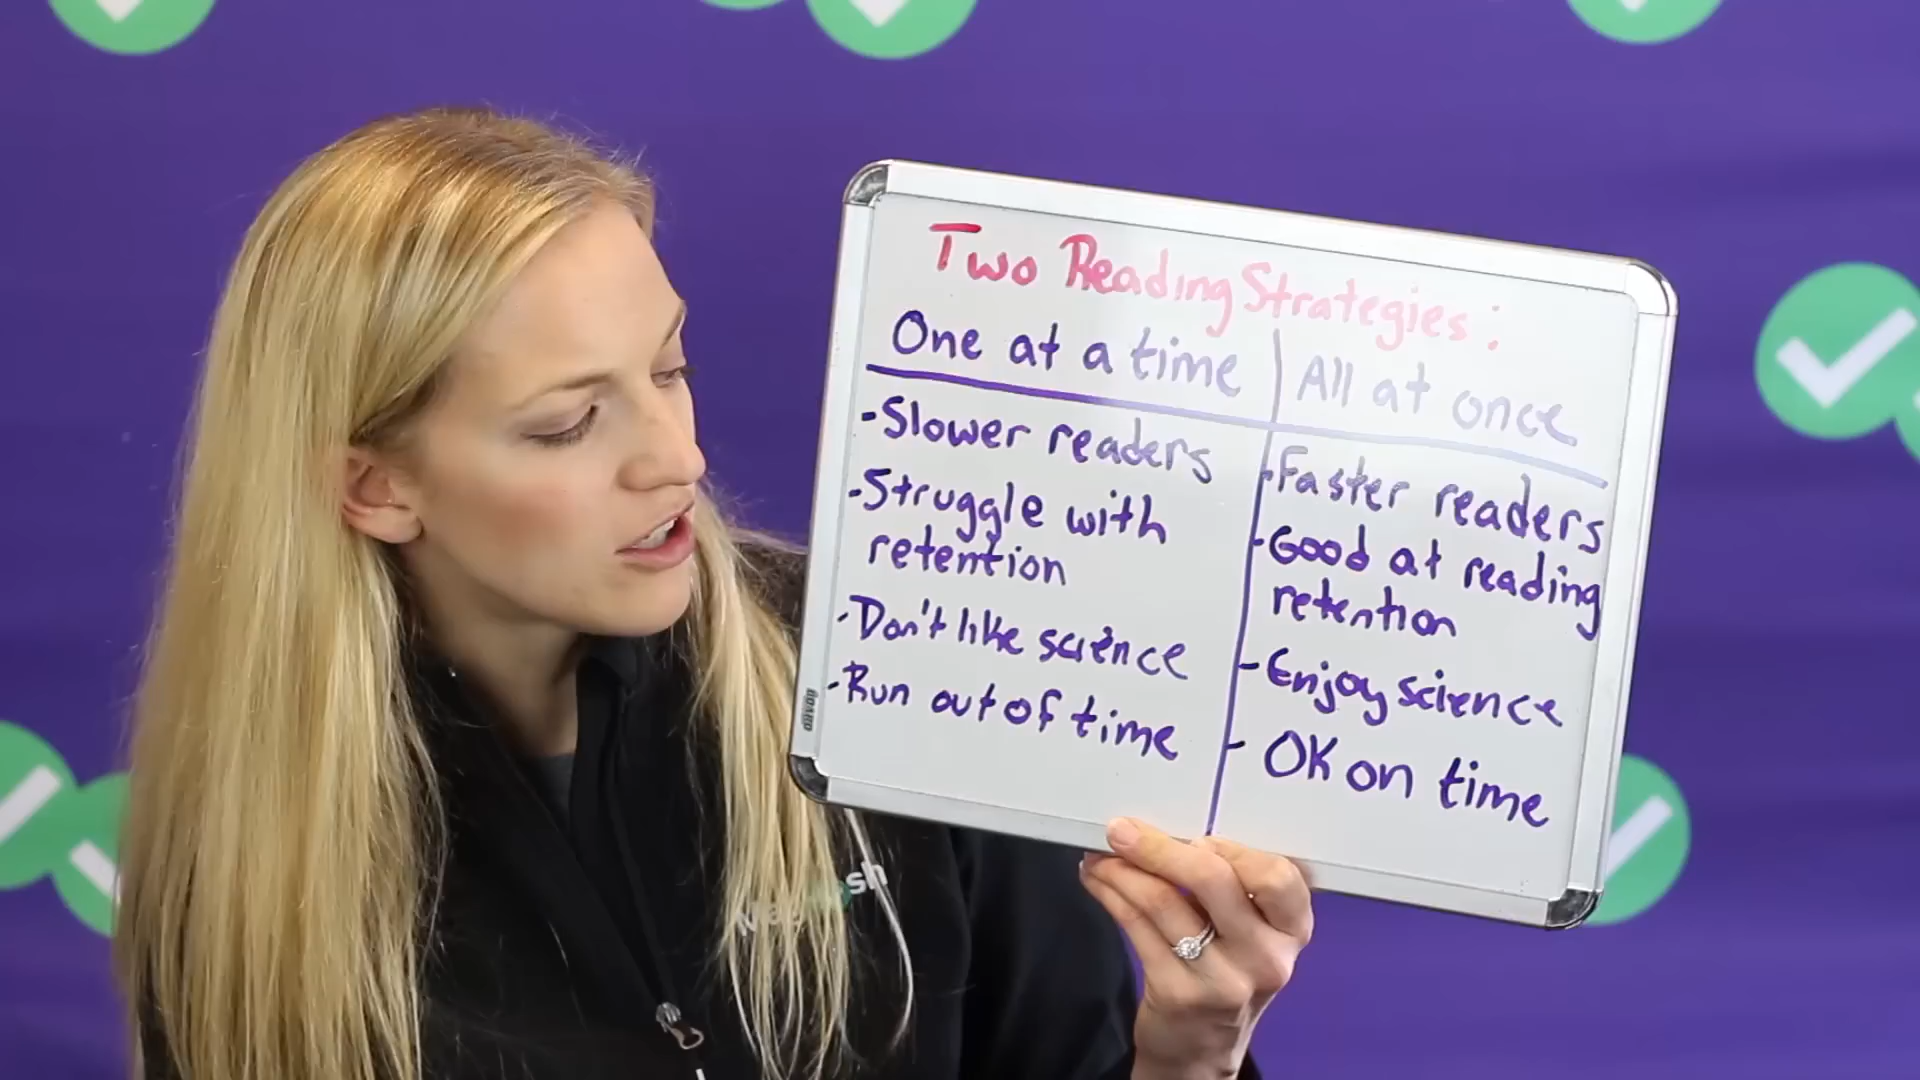 Two Reading Strategies:
One at a time
All at once
-Slower readers
-Struggle with
retention
-Don't like science
-Run out of time
-Faster readers
-Good at reading
retention
-Enjoy science
- OK on time
BOARD